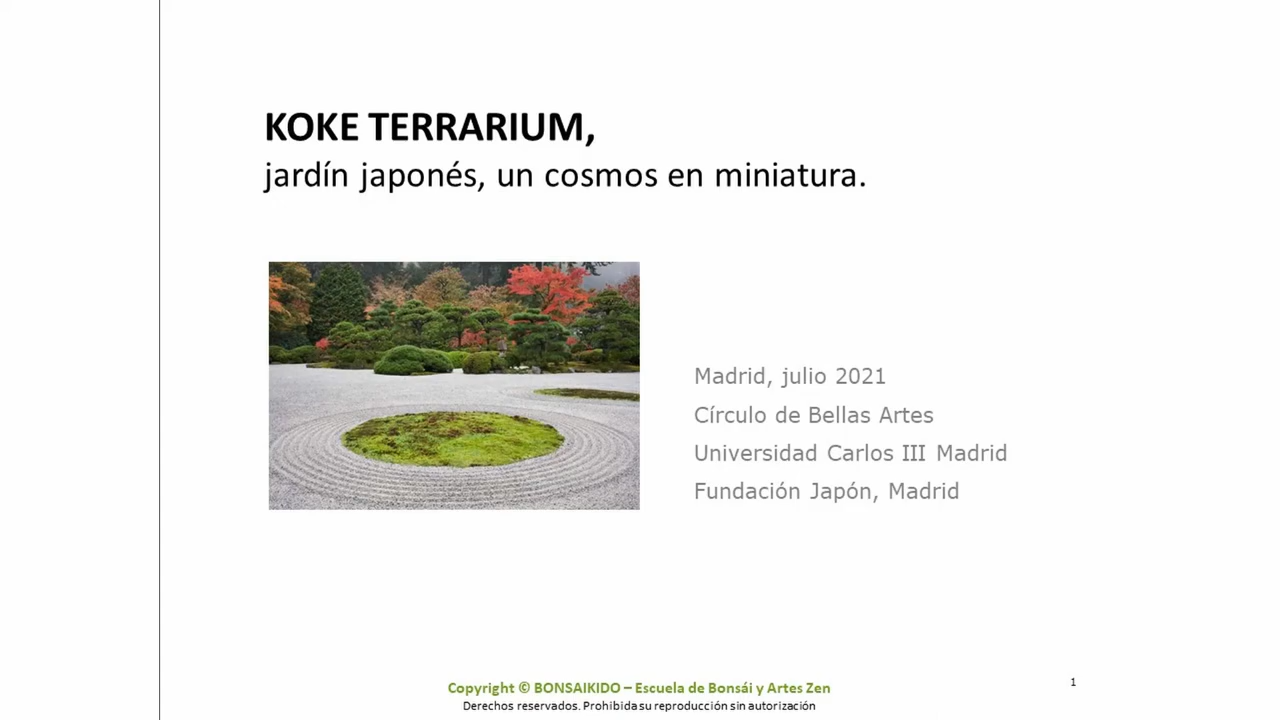 KOKE TERRARIUM,
jardín japonés, un cosmos en miniatura.
Madrid, julio 2021
Círculo de Bellas Artes
Universidad Carlos III Madrid
Fundación Japón, Madrid
Copyright © BONSAIKIDO – Escuela de Bonsái y Artes Zen
Derechos reservados. Prohibida su reproducción sin autorización
1